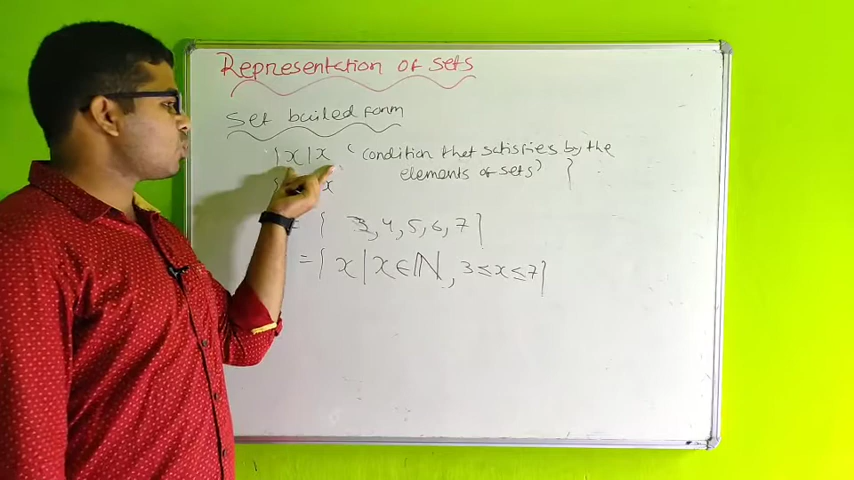 Representation of Sets
Set builed form
{x|x (condition that satisfies by the
elements of sets) }
{ x
= { 3, 4, 5, 6, 7}
= { x | x ∈ ℕ, 3 ≤ x ≤ 7}